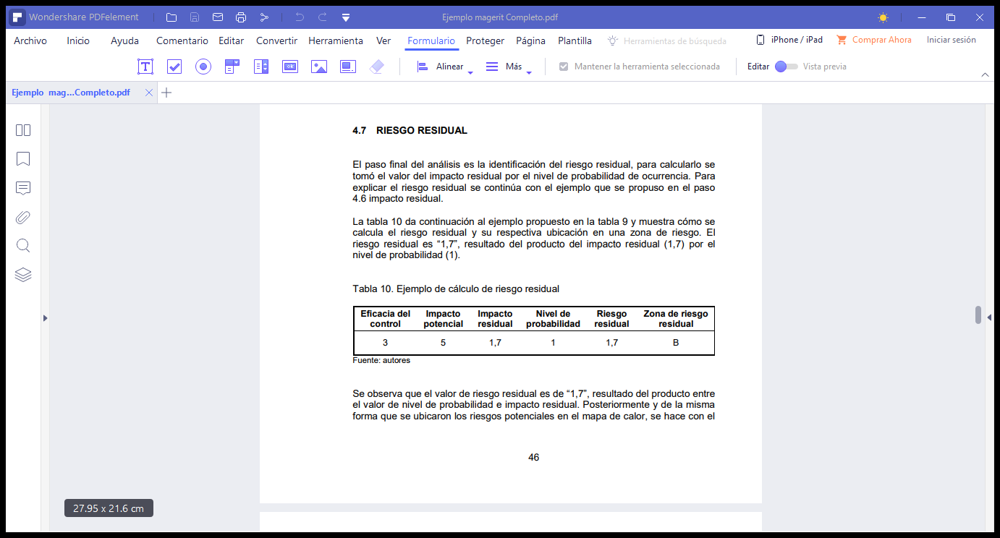 Wondershare PDFelement
Ejemplo magerit Completo.pdf
Archivo Inicio Ayuda Comentario Editar Convertir Herramienta Ver Formulario Proteger Página Plantilla Herramientas de búsqueda iPhone / iPad Comprar Ahora Iniciar sesión
T ok Alinear Más Mantener la herramienta seleccionada Editar Vista previa
Ejemplo mag...Completo.pdf
4.7 RIESGO RESIDUAL
El paso final del análisis es la identificación del riesgo residual, para calcularlo se
tomó el valor del impacto residual por el nivel de probabilidad de ocurrencia. Para
explicar el riesgo residual se continúa con el ejemplo que se propuso en el paso
4.6 impacto residual.
La tabla 10 da continuación al ejemplo propuesto en la tabla 9 y muestra cómo se
calcula el riesgo residual y su respectiva ubicación en una zona de riesgo. El
riesgo residual es “1,7”, resultado del producto del impacto residual (1,7) por el
nivel de probabilidad (1).
Tabla 10. Ejemplo de cálculo de riesgo residual
Eficacia del Impacto Impacto Nivel de Riesgo Zona de riesgo
control potencial residual probabilidad residual residual
3 5 1,7 1 1,7 B
Fuente: autores
Se observa que el valor de riesgo residual es de “1,7”, resultado del producto entre
el valor de nivel de probabilidad e impacto residual. Posteriormente y de la misma
forma que se ubicaron los riesgos potenciales en el mapa de calor, se hace con el
46
27.95 x 21.6 cm